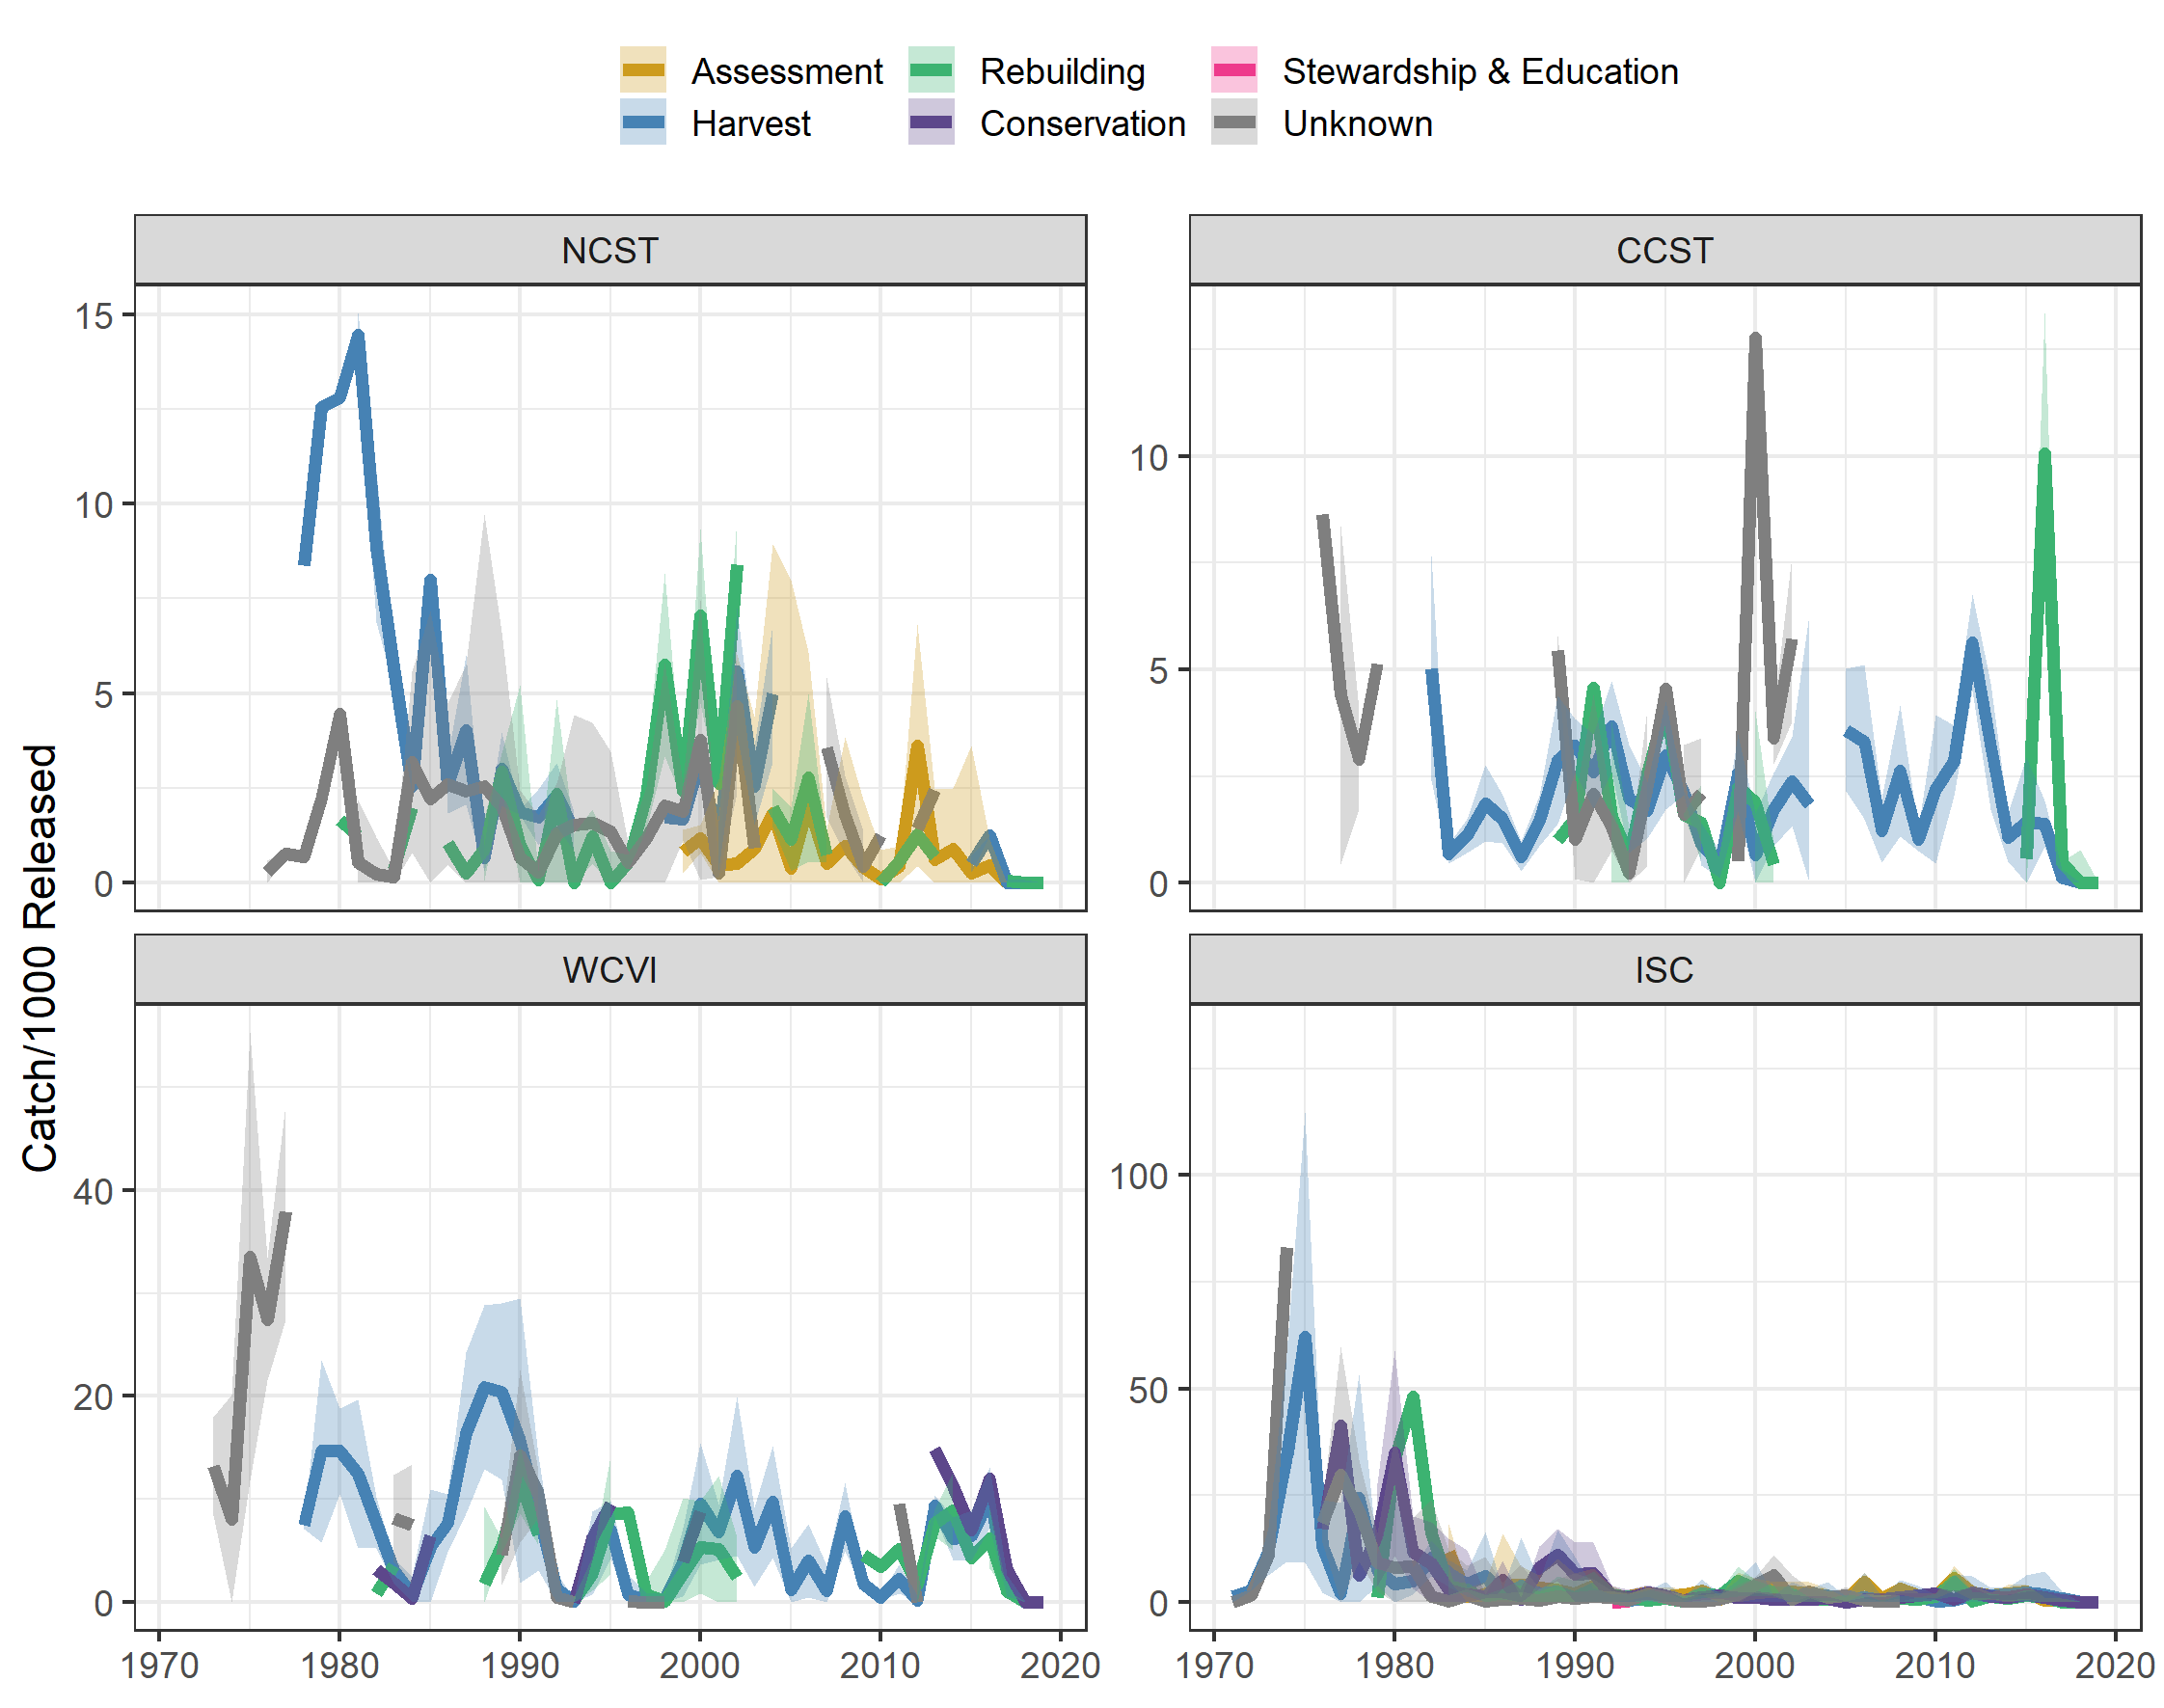 Assessment Rebuilding Stewardship & Education
Harvest Conservation Unknown
NCST CCST
15
10
5
0
10
5
0
WCVI ISC
40
20
0
100
50
0
Catch/1000 Released
1970 1980 1990 2000 2010 2020 1970 1980 1990 2000 2010 2020